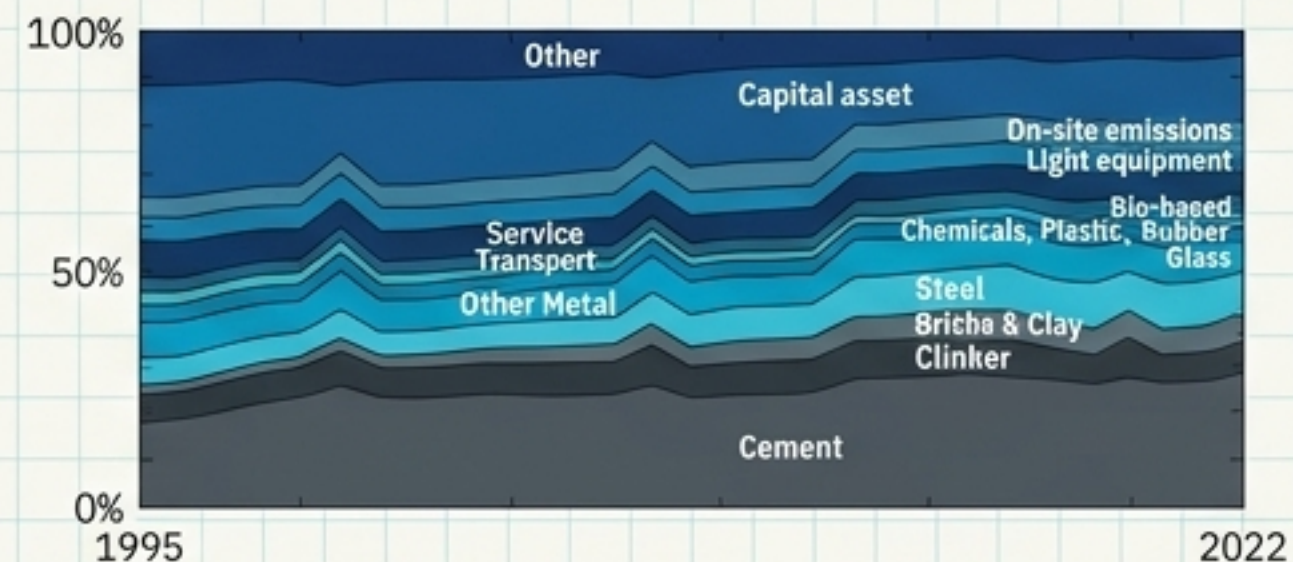 100%
Other
Capital asset
On-site emissions
Light equipment
Bio-based
Service
Chemicals, Plastic, Bubber
Transpert
Glass
50%
Other Metal
Steel
Bricha & Clay
Clinker
Cement
0%
1995
2022